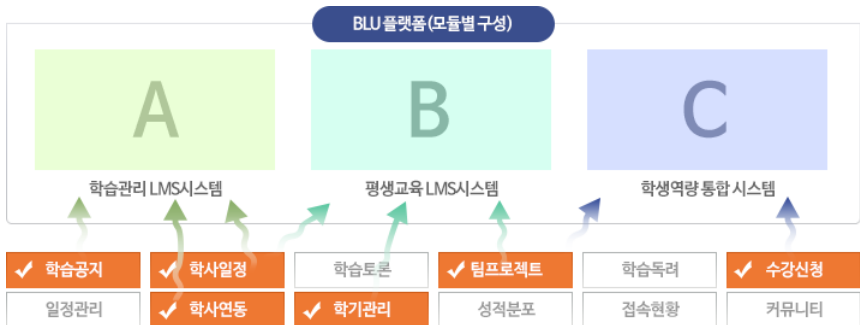 BLU 플랫폼(모듈별 구성)
A
B
C
학습관리 LMS시스템
평생교육 LMS시스템
학생역량 통합 시스템
학습공지
학사일정
학습토론
팀프로젝트
학습독려
수강신청
일정관리
학사연동
학기관리
성적분포
접속현황
커뮤니티